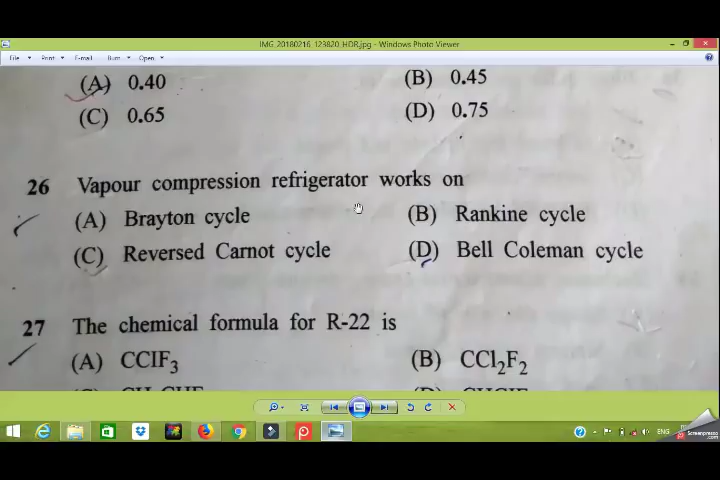 IMG_20180216_123820_HDR.jpg - Windows Photo Viewer
File Print E-mail Burn Open
(A) 0.40 (B) 0.45
(C) 0.65 (D) 0.75
26 Vapour compression refrigerator works on
(A) Brayton cycle (B) Rankine cycle
(C) Reversed Carnot cycle (D) Bell Coleman cycle
27 The chemical formula for R-22 is
(A) CClF₃ (B) CCl₂F₂
ENG
Screenpresso
.com